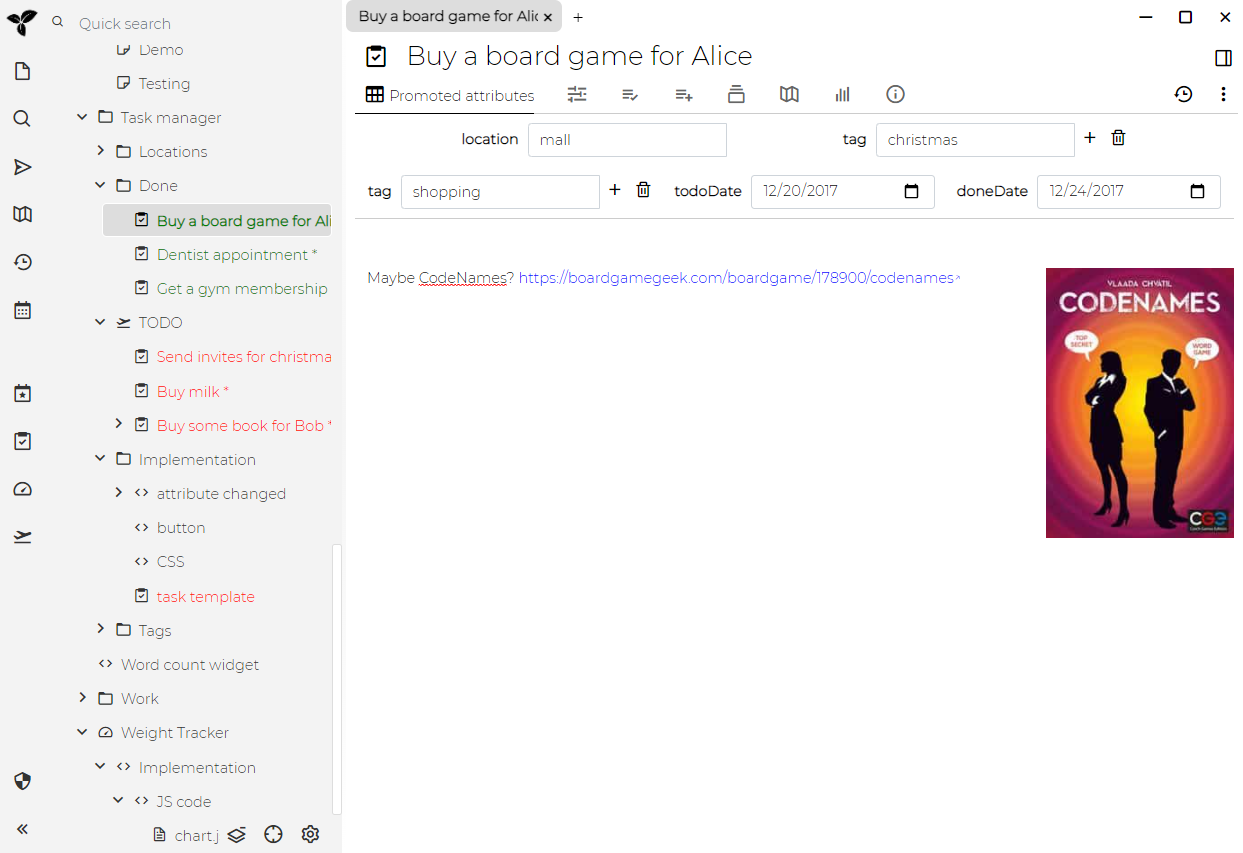 Quick search
Demo
Testing
Task manager
Locations
Done
Buy a board game for Ali
Dentist appointment *
Get a gym membership
TODO
Send invites for christma
Buy milk *
Buy some book for Bob *
Implementation
attribute changed
button
CSS
task template
Tags
Word count widget
Work
Weight Tracker
Implementation
JS code
chart.j
Buy a board game for Alic
Buy a board game for Alice
Promoted attributes
location mall tag christmas
tag shopping todoDate 12/20/2017 doneDate 12/24/2017
Maybe CodeNames? https://boardgamegeek.com/boardgame/178900/codenames
VLAADA CHVÁTIL
CODENAMES
TOP
SECRET
WORD
GAME
CGE
Czech Games Edition